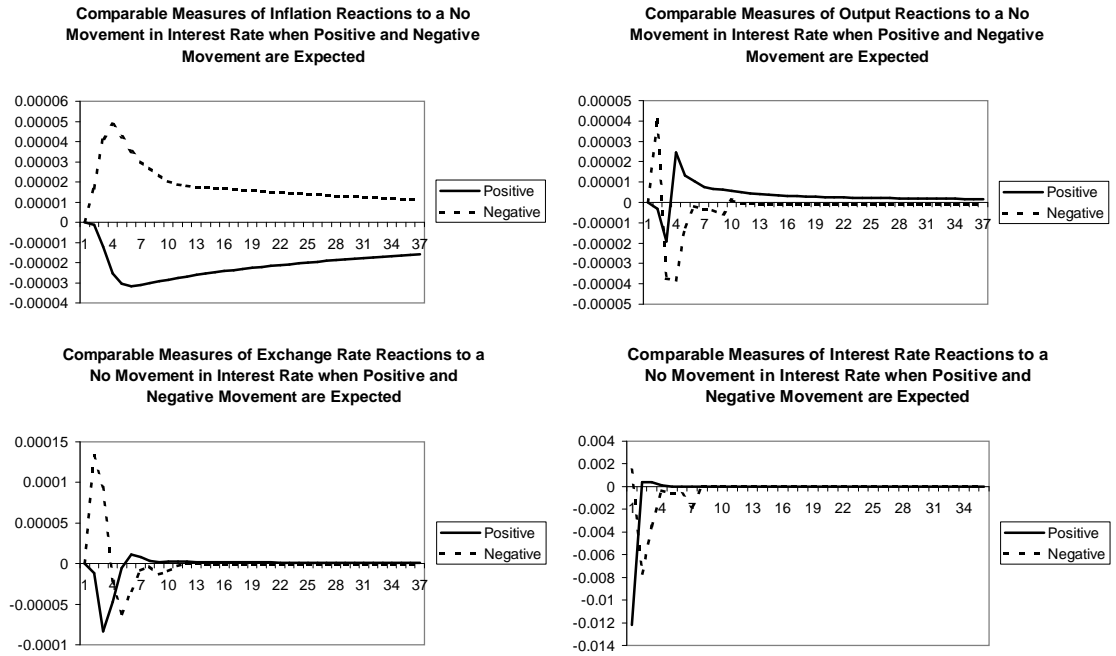 Comparable Measures of Inflation Reactions to a No
Movement in Interest Rate when Positive and Negative
Movement are Expected
0.00006
0.00005
0.00004
0.00003
0.00002
0.00001
0
-0.00001
-0.00002
-0.00003
-0.00004
1 4 7 10 13 16 19 22 25 28 31 34 37
Positive
Negative
Comparable Measures of Output Reactions to a No
Movement in Interest Rate when Positive and Negative
Movement are Expected
0.00005
0.00004
0.00003
0.00002
0.00001
0
-0.00001
-0.00002
-0.00003
-0.00004
-0.00005
1 4 7 10 13 16 19 22 25 28 31 34 37
Positive
Negative
Comparable Measures of Exchange Rate Reactions to a
No Movement in Interest Rate when Positive and
Negative Movement are Expected
0.00015
0.0001
0.00005
0
-0.00005
-0.0001
1 4 7 10 13 16 19 22 25 28 31 34 37
Positive
Negative
Comparable Measures of Interest Rate Reactions to a
No Movement in Interest Rate when Positive and
Negative Movement are Expected
0.004
0.002
0
-0.002
-0.004
-0.006
-0.008
-0.01
-0.012
-0.014
1 4 7 10 13 16 19 22 25 28 31 34
Positive
Negative